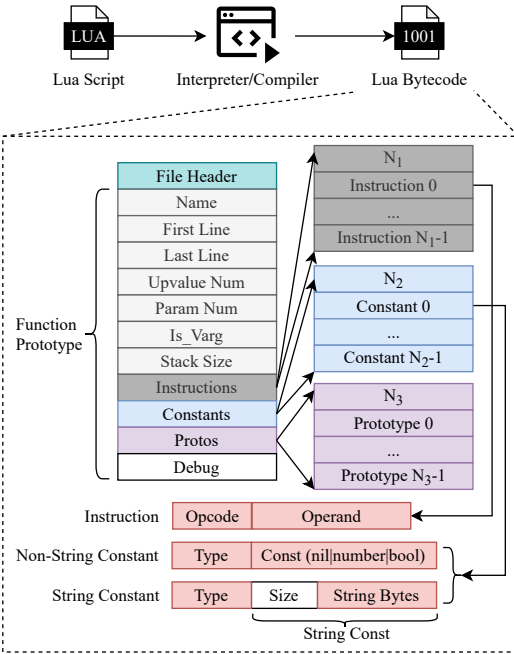 LUA
1001
Lua Script
Interpreter/Compiler
Lua Bytecode
File Header
Name
First Line
Last Line
Upvalue Num
Param Num
Is_Varg
Stack Size
Instructions
Constants
Protos
Debug
Function
Prototype
N₁
Instruction 0
...
Instruction N₁-1
N₂
Constant 0
...
Constant N₂-1
N₃
Prototype 0
...
Prototype N₃-1
Instruction
Opcode
Operand
Non-String Constant
Type
Const (nil|number|bool)
String Constant
Type
Size
String Bytes
String Const